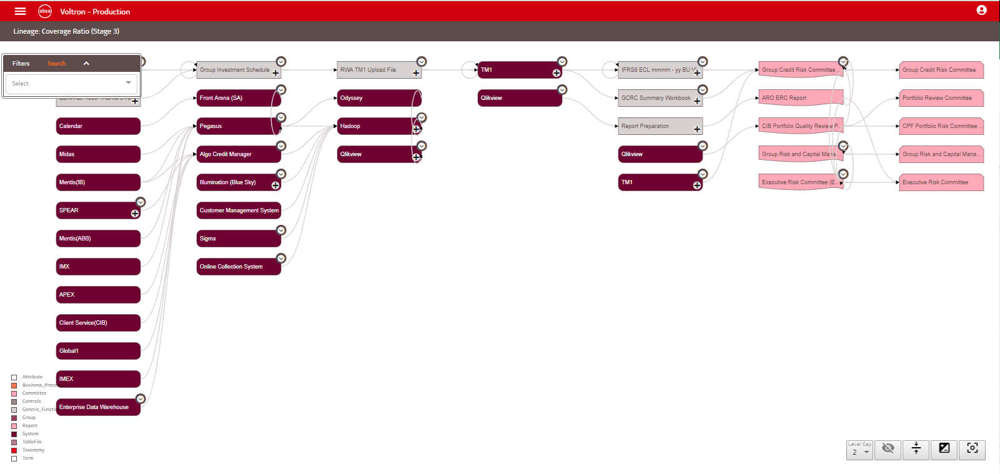 absa
Voltron - Production
Lineage: Coverage Ratio (Stage 3)
Filters
Search
Select
Calendar
Midas
Mentis(IB)
SPEAR
Mentis(ABB)
IMX
APEX
Client Service(CIB)
Global1
IMEX
Enterprise Data Warehouse
Group Investment Schedule
Front Arena (SA)
Pegasus
Algo Credit Manager
Illumination (Blue Sky)
Customer Management System
Sigma
Online Collection System
RWA TM1 Upload File
Odyssey
Hadoop
Qlikview
TM1
Qlikview
IFRS9 ECL mmmm - yy BU
GCRC Summary Workbook
Report Preparation
Qlikview
TM1
Group Credit Risk Committee ...
ARO ERC Report
CIB Portfolio Quality Review P...
Group Risk and Capital Mana...
Executive Risk Committee (E...
Group Credit Risk Committee
Portfolio Review Committee
CPF Portfolio Risk Committee ...
Group Risk and Capital Mana...
Executive Risk Committee
Attribute
Business_Proce
Committee
Controls
Generic_Functi
Group
Report
System
TableFile
Taxonomy
Term
Level Gap
2